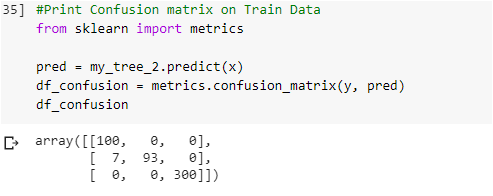 35] #Print Confusion matrix on Train Data
from sklearn import metrics
pred = my_tree_2.predict(x)
df_confusion = metrics.confusion_matrix(y, pred)
df_confusion
array([[100,   0,   0],
       [  7,  93,   0],
       [  0,   0, 300]])